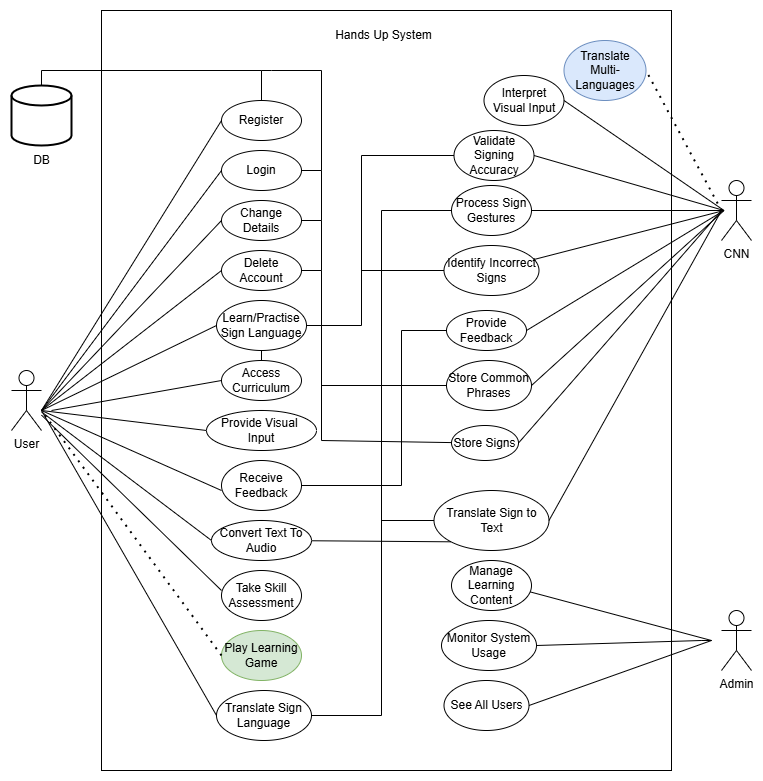 Hands Up System
DB
Register
Login
Change
Details
Delete
Account
Learn/Practise
Sign Language
Access
Curriculum
Provide Visual
Input
Receive
Feedback
Convert Text To
Audio
Take Skill
Assessment
Play Learning
Game
Translate Sign
Language
User
Translate
Multi-
Languages
Interpret
Visual Input
Validate
Signing
Accuracy
Process Sign
Gestures
Identify Incorrect
Signs
Provide
Feedback
Store Common
Phrases
Store Signs
Translate Sign to
Text
Manage
Learning
Content
Monitor System
Usage
See All Users
CNN
Admin